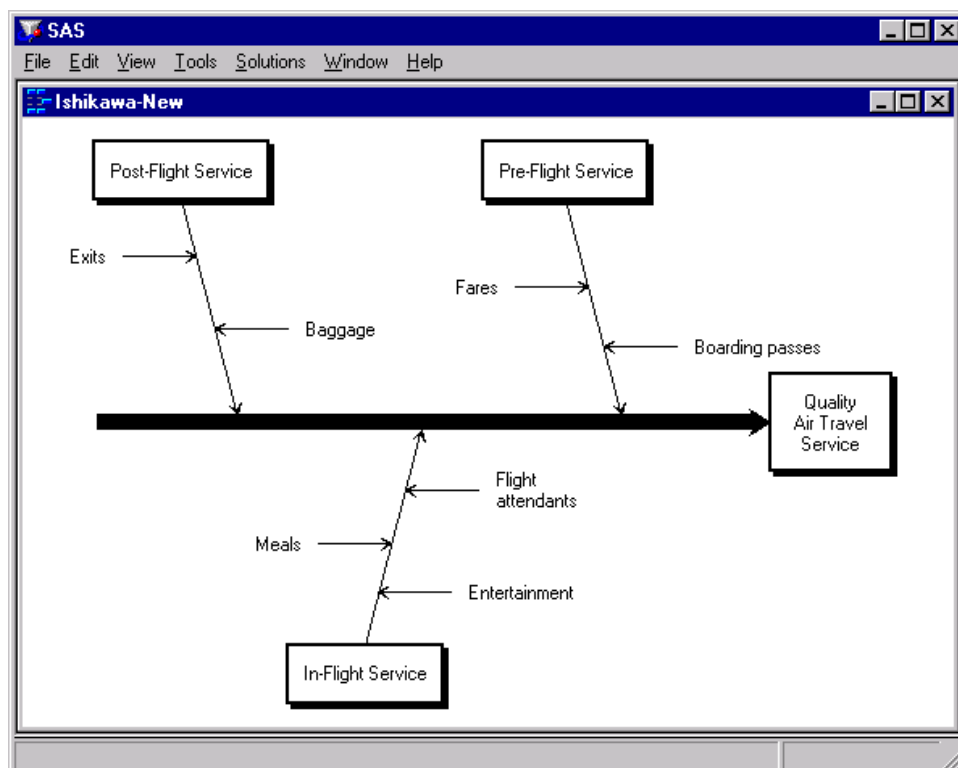 SAS
File Edit View Tools Solutions Window Help
Ishikawa-New
Post-Flight Service
Pre-Flight Service
Exits
Fares
Baggage
Boarding passes
Quality
Air Travel
Service
Flight
attendants
Meals
Entertainment
In-Flight Service